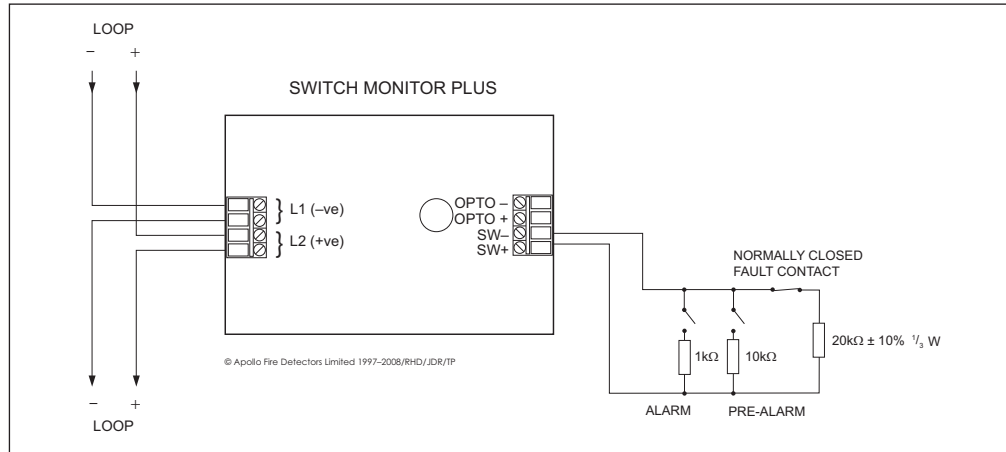 LOOP
– +
SWITCH MONITOR PLUS
L1 (–ve)
L2 (+ve)
OPTO –
OPTO +
SW–
SW+
NORMALLY CLOSED
FAULT CONTACT
1kΩ
10kΩ
20kΩ ± 10% 1/3 W
© Apollo Fire Detectors Limited 1997–2008/RHD/JDR/TP
ALARM
PRE-ALARM
– +
LOOP